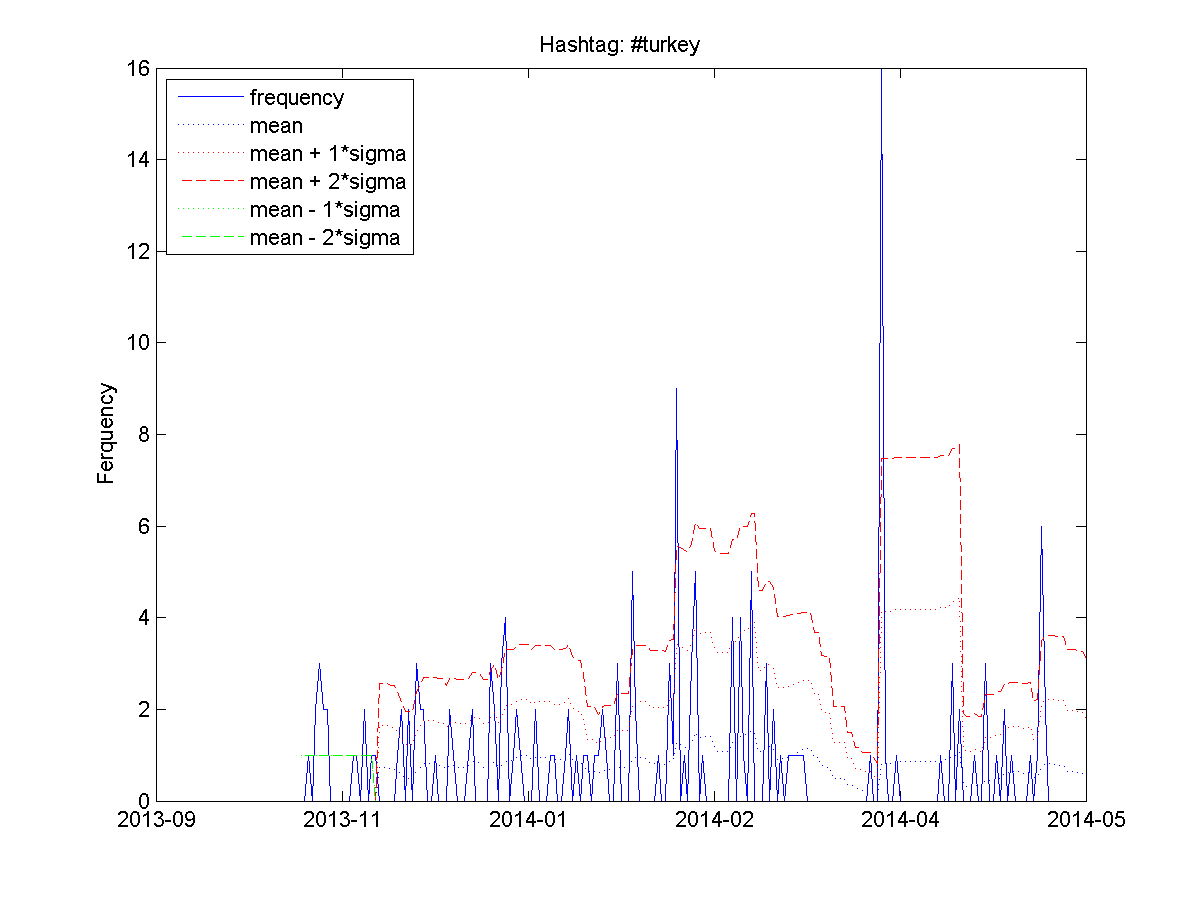 Hashtag: #turkey
16
14
12
10
8
6
4
2
0
Ferquency
frequency
mean
mean + 1*sigma
mean + 2*sigma
mean - 1*sigma
mean - 2*sigma
2013-09 2013-11 2014-01 2014-02 2014-04 2014-05